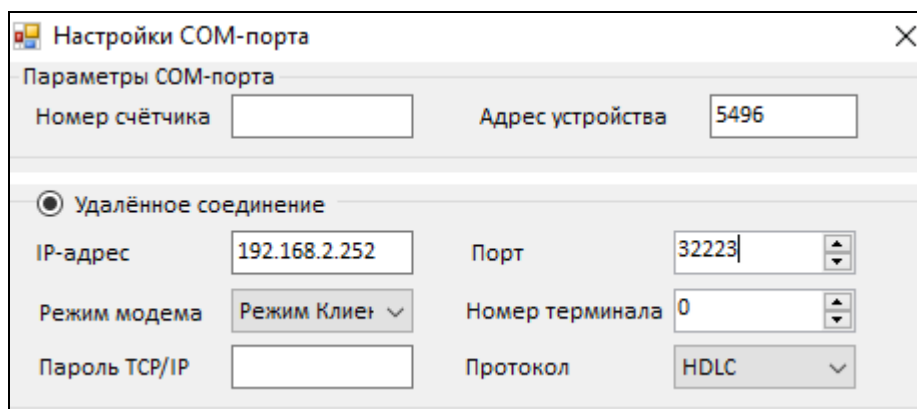 Настройки COM-порта
Параметры COM-порта
Номер счётчика Адрес устройства 5496
Удалённое соединение
IP-адрес 192.168.2.252 Порт 32223
Режим модема Режим Клиен Номер терминала 0
Пароль TCP/IP Протокол HDLC